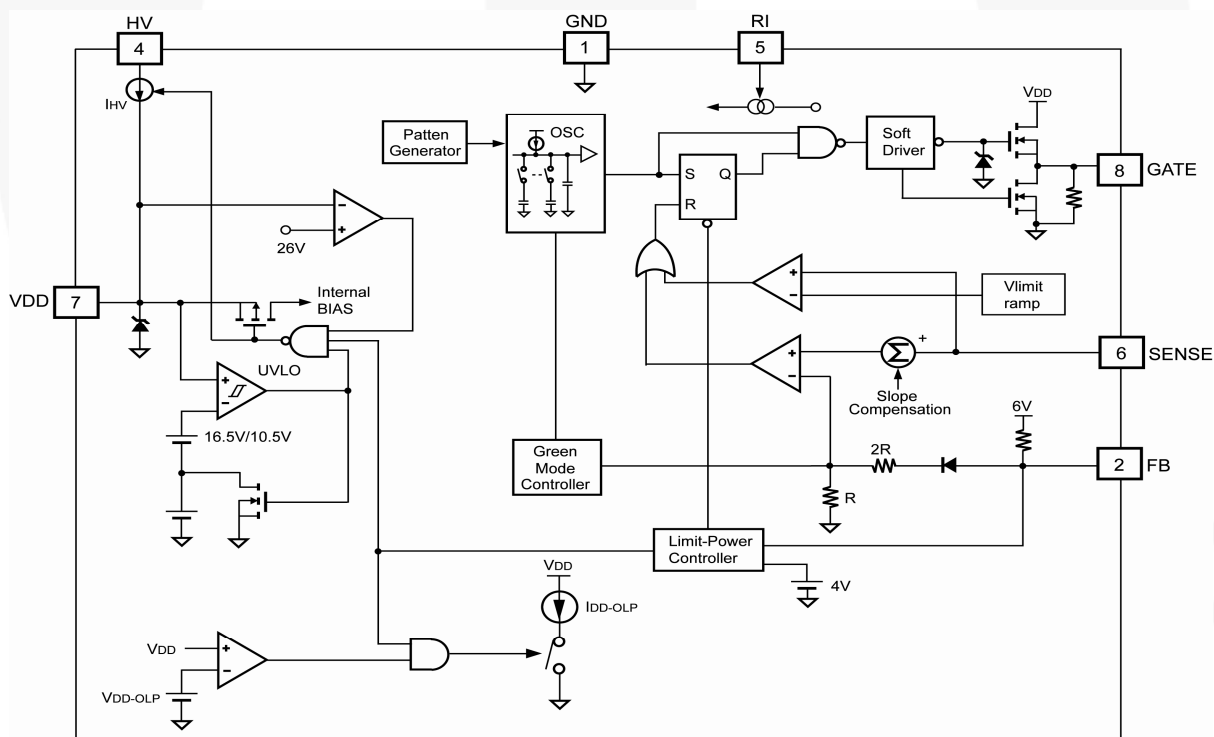 HV
4
GND
1
RI
5
IHV
Patten
Generator
OSC
Soft
Driver
VDD
8
GATE
S
Q
R
26V
VDD
7
Internal
BIAS
UVLO
16.5V/10.5V
Vlimit
ramp
+
6
SENSE
Slope
Compensation
6V
2R
2
FB
R
Green
Mode
Controller
Limit-Power
Controller
4V
VDD
IDD-OLP
VDD
VDD-OLP
+
−
+
−
+
−
+
−
+
−
Σ